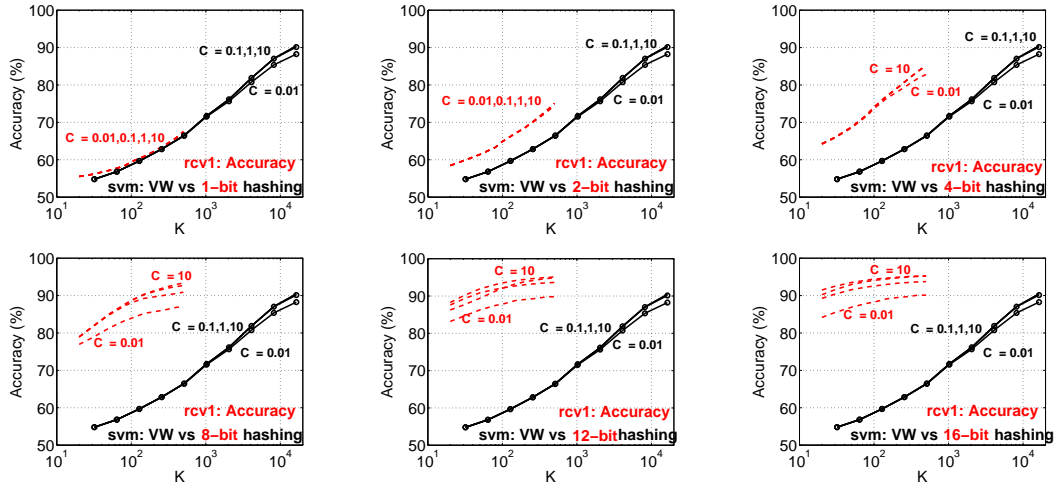 100
90
80
70
60
50
Accuracy (%)
C = 0.1,1,10
C = 0.01
C = 0.01,0.1,1,10
rcv1: Accuracy
svm: VW vs 1−bit hashing
10^1 10^2 10^3 10^4
K
100
90
80
70
60
50
Accuracy (%)
C = 0.1,1,10
C = 0.01,0.1,1,10
C = 0.01
rcv1: Accuracy
svm: VW vs 2−bit hashing
10^1 10^2 10^3 10^4
K
100
90
80
70
60
50
Accuracy (%)
C = 0.1,1,10
C = 10
C = 0.01
C = 0.01
rcv1: Accuracy
svm: VW vs 4−bit hashing
10^1 10^2 10^3 10^4
K
100
90
80
70
60
50
Accuracy (%)
C = 10
C = 0.01
C = 0.1,1,10
C = 0.01
rcv1: Accuracy
svm: VW vs 8−bit hashing
10^1 10^2 10^3 10^4
K
100
90
80
70
60
50
Accuracy (%)
C = 10
C = 0.01
C = 0.1,1,10
C = 0.01
rcv1: Accuracy
svm: VW vs 12−bit hashing
10^1 10^2 10^3 10^4
K
100
90
80
70
60
50
Accuracy (%)
C = 10
C = 0.01
C = 0.1,1,10
C = 0.01
rcv1: Accuracy
svm: VW vs 16−bit hashing
10^1 10^2 10^3 10^4
K